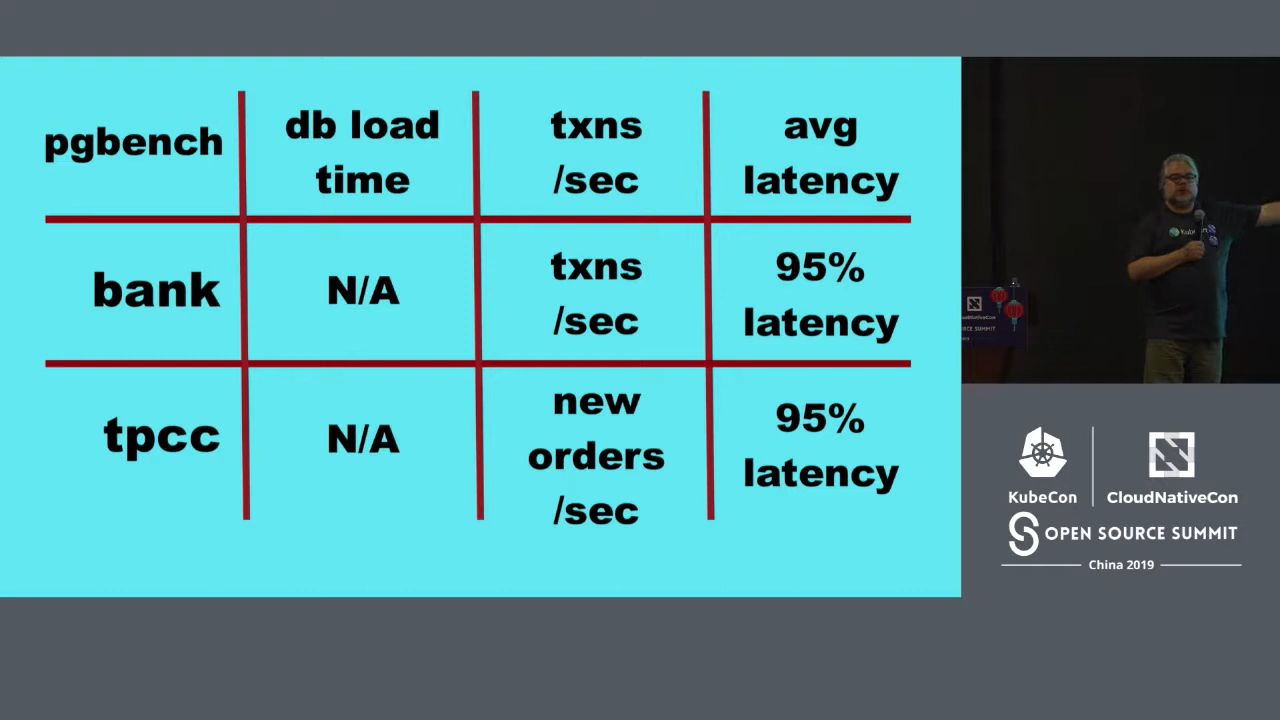 pgbench
db load
time
txns
/sec
avg
latency
bank
N/A
txns
/sec
95%
latency
tpcc
N/A
new
orders
/sec
95%
latency
KubeCon
CloudNativeCon
OPEN SOURCE SUMMIT
China 2019